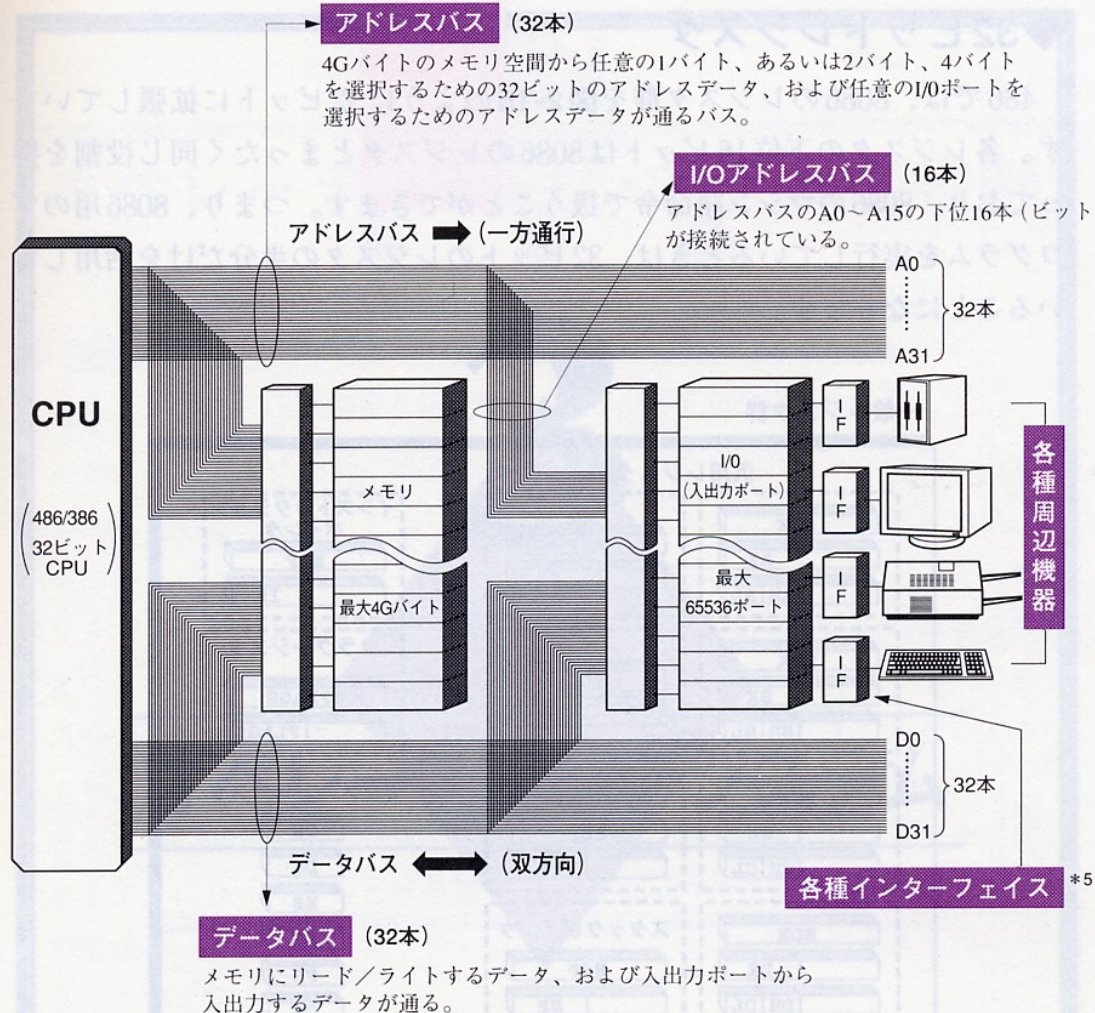 アドレスバス (32本)
4Gバイトのメモリ空間から任意の1バイト、あるいは2バイト、4バイト
を選択するための32ビットのアドレスデータ、および任意のI/0ポートを
選択するためのアドレスデータが通るバス。
I/Oアドレスバス (16本)
アドレスバスのA0～A15の下位16本(ビット
が接続されている。
アドレスバス ➡ (一方通行)
A0
32本
A31
CPU
(486/386
32ビット
CPU)
メモリ
最大4Gバイト
I/0
(入出力ポート)
最大
65536ポート
IF
IF
IF
IF
各種周辺機器
D0
32本
D31
データバス ⬌ (双方向)
各種インターフェイス *5
データバス (32本)
メモリにリード／ライトするデータ、および入出力ポートから
入出力するデータが通る。